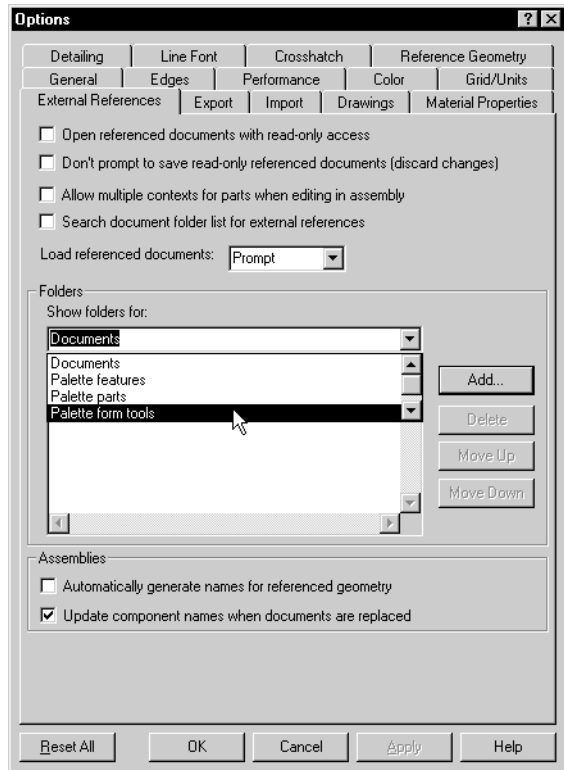 Options
Detailing Line Font Crosshatch Reference Geometry
General Edges Performance Color Grid/Units
External References Export Import Drawings Material Properties
Open referenced documents with read-only access
Don't prompt to save read-only referenced documents (discard changes)
Allow multiple contexts for parts when editing in assembly
Search document folder list for external references
Load referenced documents: Prompt
Folders
Show folders for:
Documents
Documents
Palette features
Palette parts
Palette form tools
Add...
Delete
Move Up
Move Down
Assemblies
Automatically generate names for referenced geometry
Update component names when documents are replaced
Reset All OK Cancel Apply Help